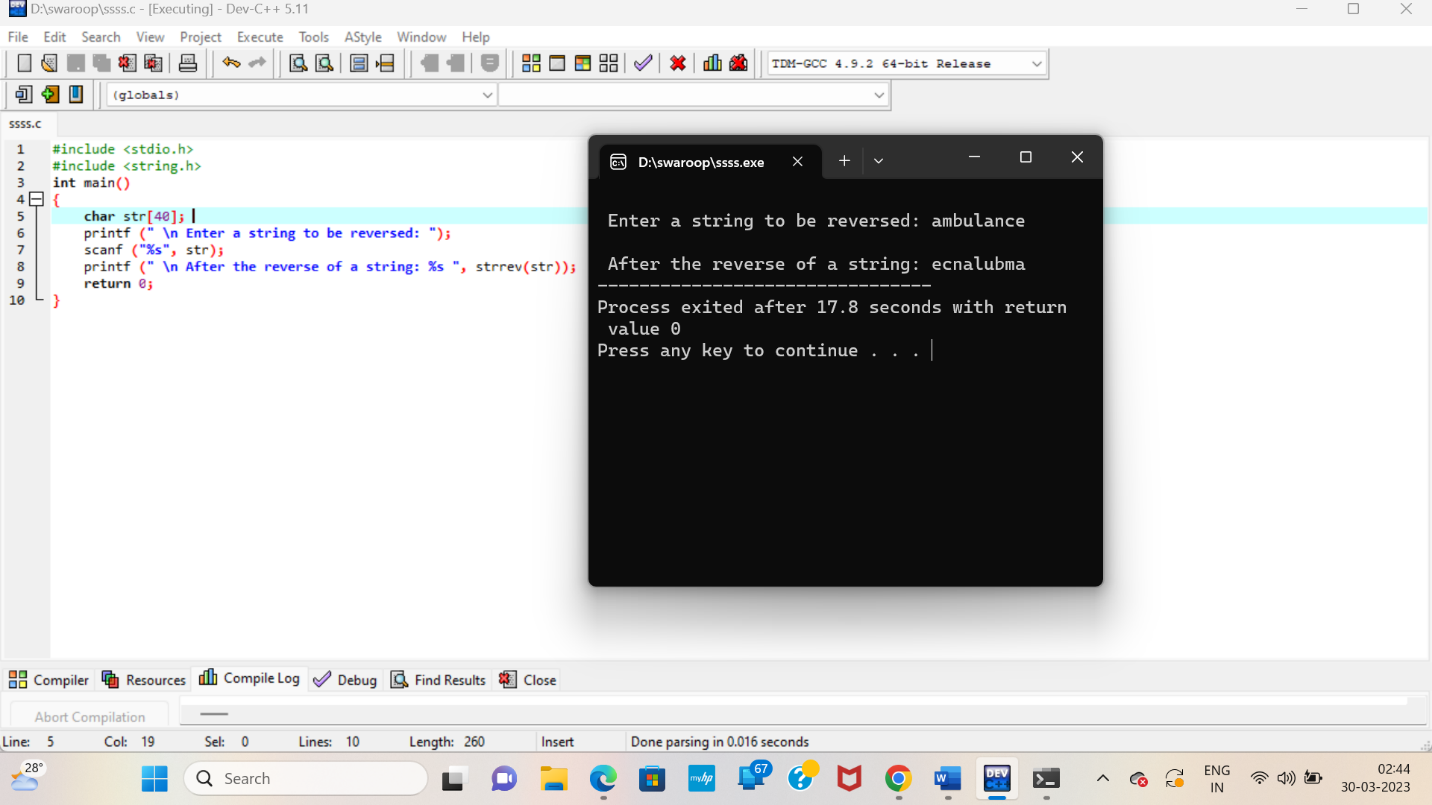 D:\swaroop\ssss.c - [Executing] - Dev-C++ 5.11
File Edit Search View Project Execute Tools AStyle Window Help
TDM-GCC 4.9.2 64-bit Release
(globals)
ssss.c
1 #include <stdio.h>
2 #include <string.h>
3 int main()
4 {
5 char str[40];
6 printf (" \n Enter a string to be reversed: ");
7 scanf ("%s", str);
8 printf (" \n After the reverse of a string: %s ", strrev(str));
9 return 0;
10 }
D:\swaroop\ssss.exe
Enter a string to be reversed: ambulance
After the reverse of a string: ecnalubma
--------------------------------
Process exited after 17.8 seconds with return
value 0
Press any key to continue . . .
Compiler Resources Compile Log Debug Find Results Close
Abort Compilation
Line: 5 Col: 19 Sel: 0 Lines: 10 Length: 260 Insert Done parsing in 0.016 seconds
28° Search myhp 67 DEV C++ ENG 02:44
IN 30-03-2023